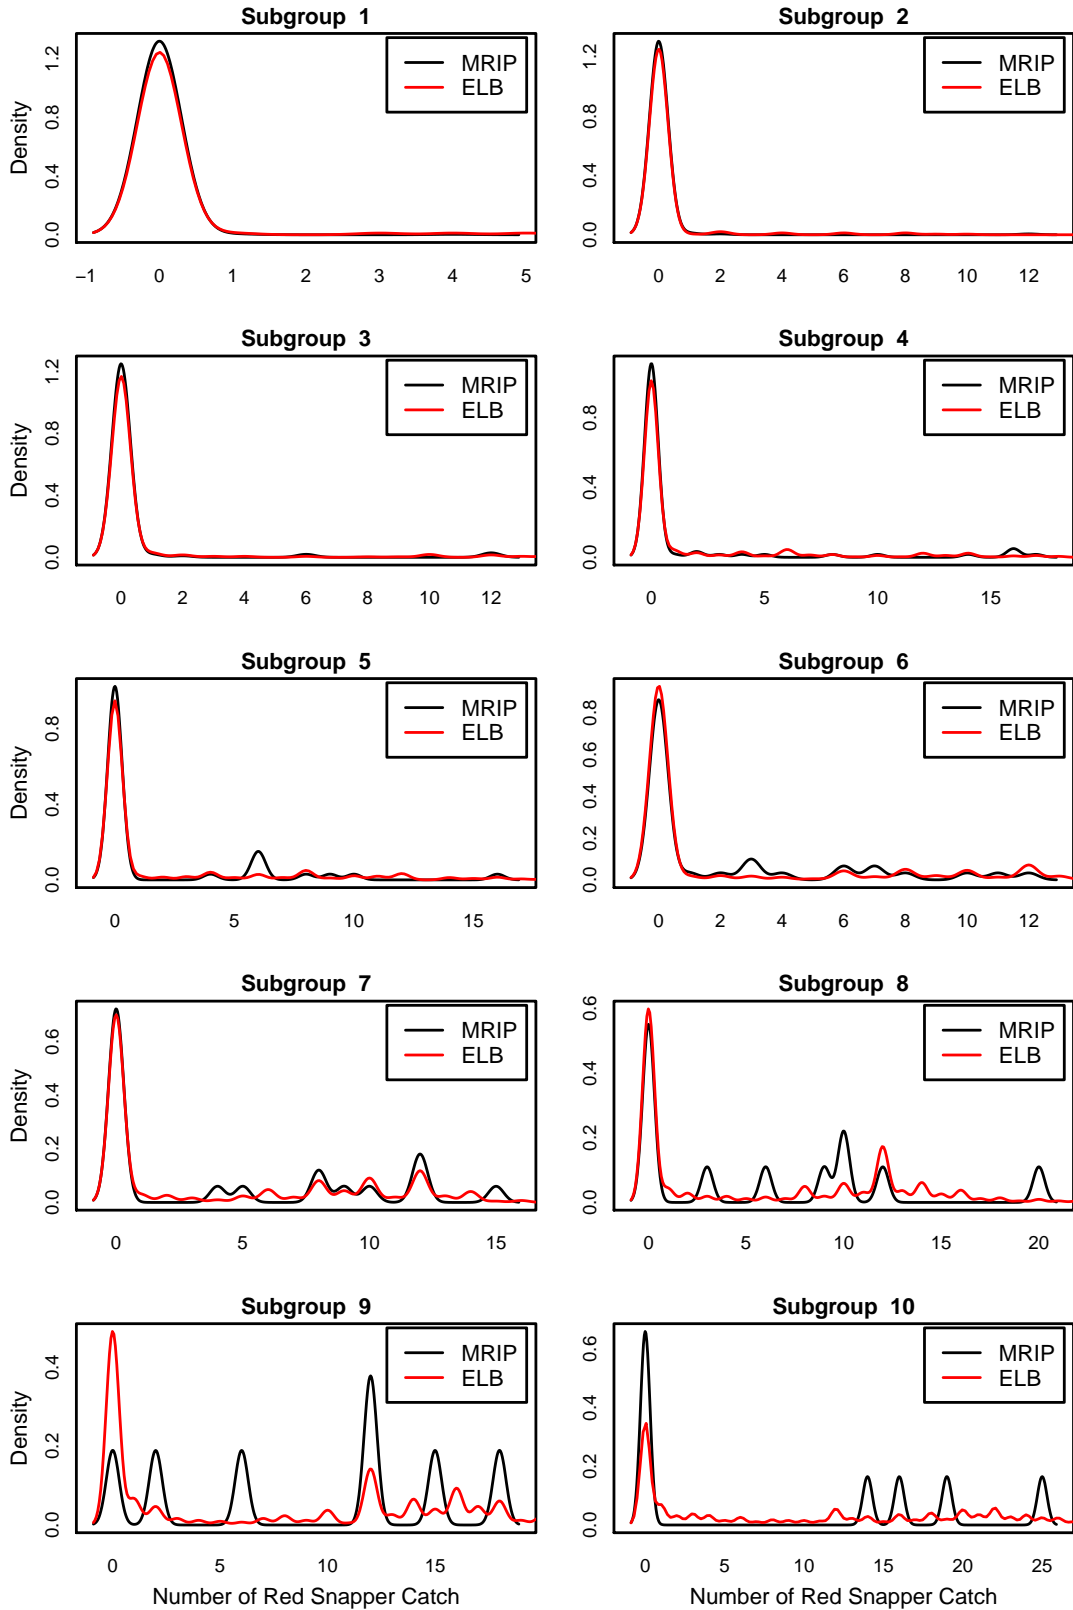 Subgroup 1
Density
0.0 0.4 0.8 1.2
−1 0 1 2 3 4 5
MRIP
ELB
Subgroup 2
0.0 0.4 0.8 1.2
0 2 4 6 8 10 12
MRIP
ELB
Subgroup 3
Density
0.0 0.4 0.8 1.2
0 2 4 6 8 10 12
MRIP
ELB
Subgroup 4
0.0 0.4 0.8
0 5 10 15
MRIP
ELB
Subgroup 5
Density
0.0 0.4 0.8
0 5 10 15
MRIP
ELB
Subgroup 6
0.0 0.2 0.4 0.6 0.8
0 2 4 6 8 10 12
MRIP
ELB
Subgroup 7
Density
0.0 0.2 0.4 0.6
0 5 10 15
MRIP
ELB
Subgroup 8
0.0 0.2 0.4 0.6
0 5 10 15 20
MRIP
ELB
Subgroup 9
Density
0.0 0.2 0.4
0 5 10 15
Number of Red Snapper Catch
MRIP
ELB
Subgroup 10
0.0 0.2 0.4 0.6
0 5 10 15 20 25
Number of Red Snapper Catch
MRIP
ELB